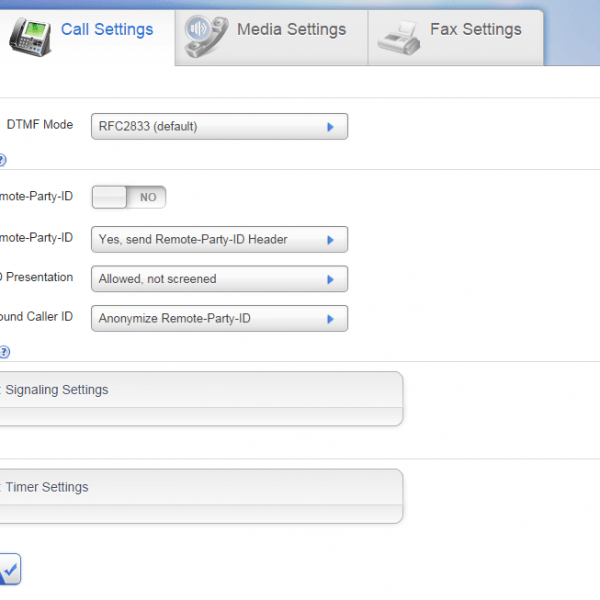 Call Settings
Media Settings
Fax Settings
DTMF Mode
RFC2833 (default)
?
mote-Party-ID
NO
mote-Party-ID
Yes, send Remote-Party-ID Header
D Presentation
Allowed, not screened
ound Caller ID
Anonymize Remote-Party-ID
?
: Signaling Settings
: Timer Settings